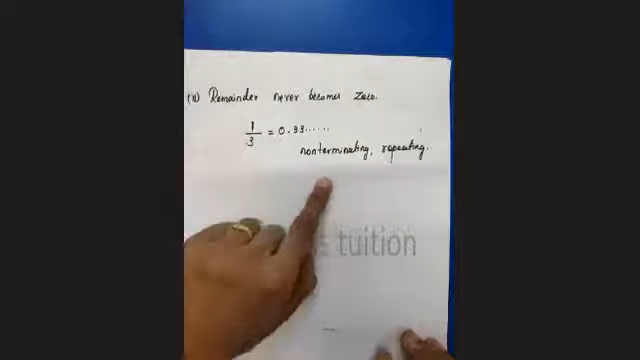 (ii) Remainder never becomes zero.
1/3 = 0.33......
nonterminating, repeating.
tuition